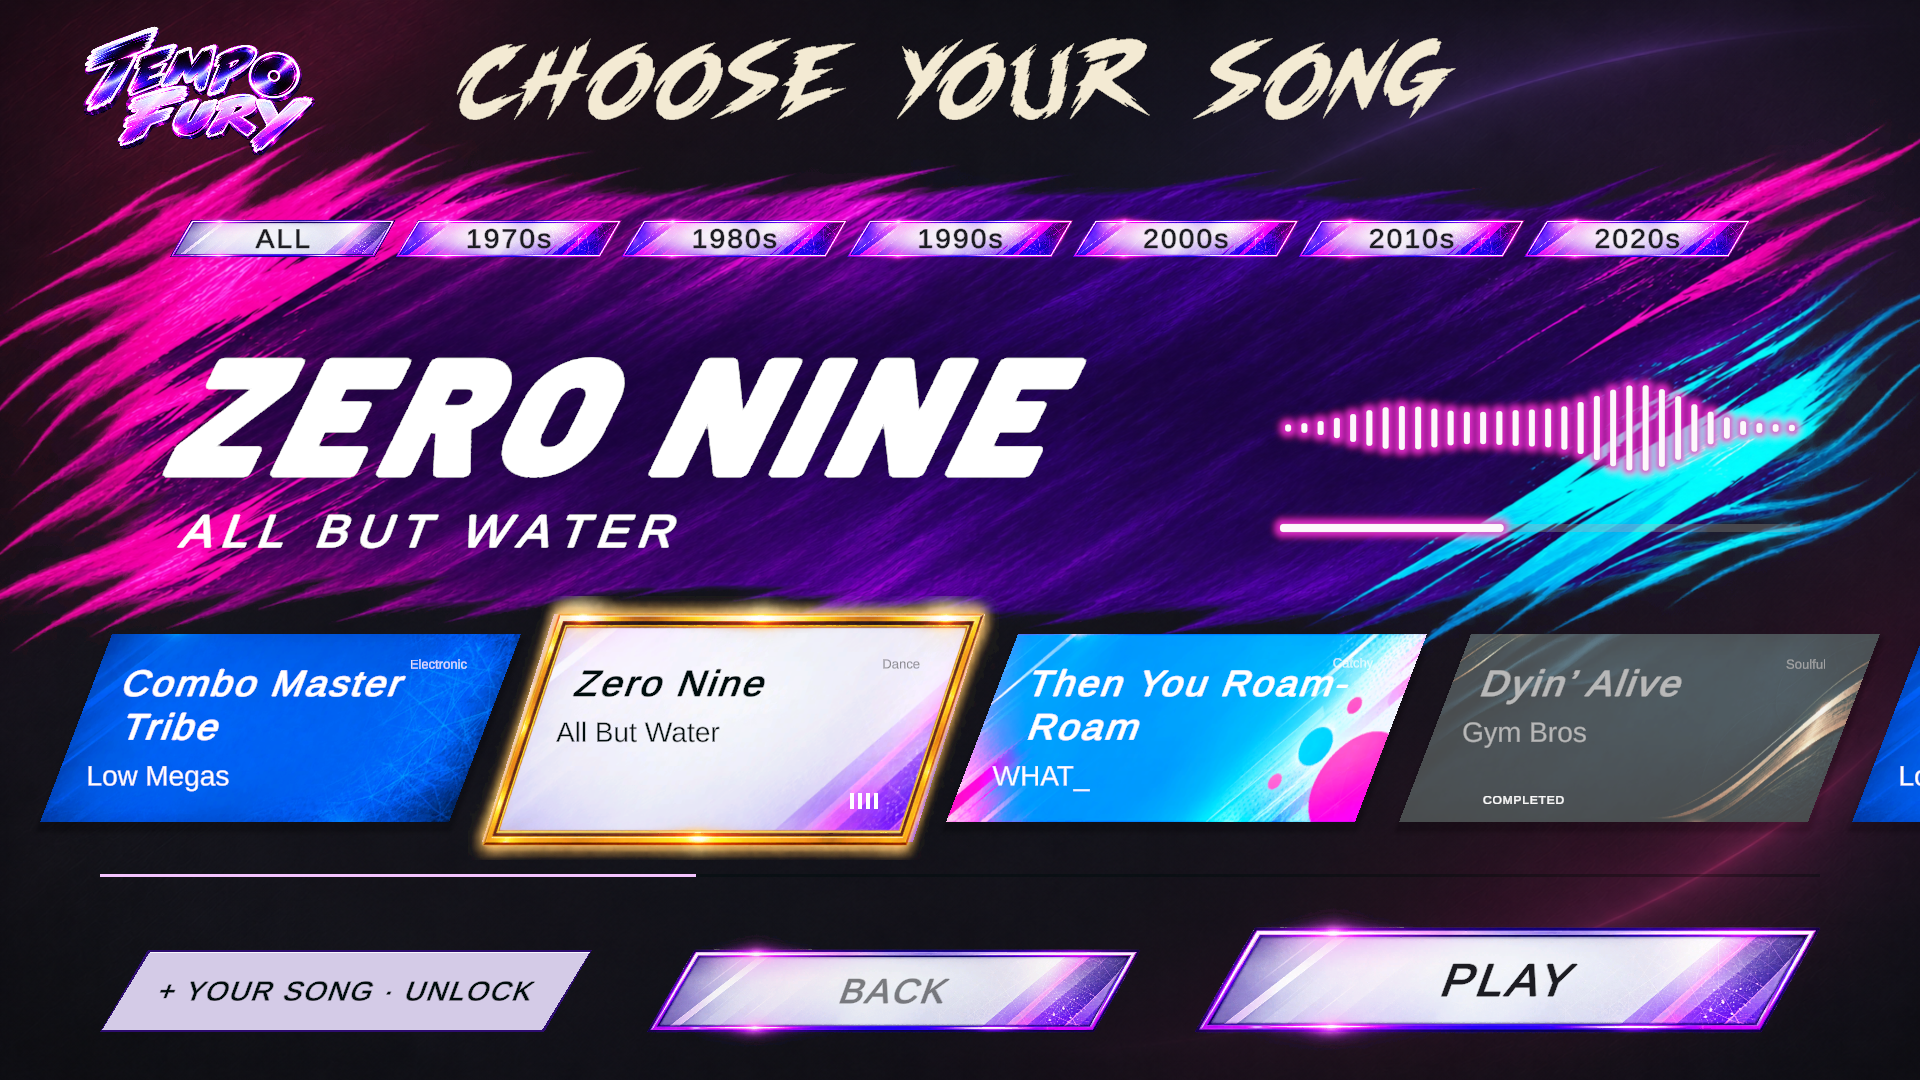 TEMPO
FURY
CHOOSE YOUR SONG
ALL
1970s
1980s
1990s
2000s
2010s
2020s
ZERO NINE
ALL BUT WATER
Combo Master
Tribe
Electronic
Low Megas
Zero Nine
Dance
All But Water
Then You Roam-
Roam
Catchy
WHAT_
Dyin’ Alive
Soulful
Gym Bros
COMPLETED
Lo
+ YOUR SONG · UNLOCK
BACK
PLAY